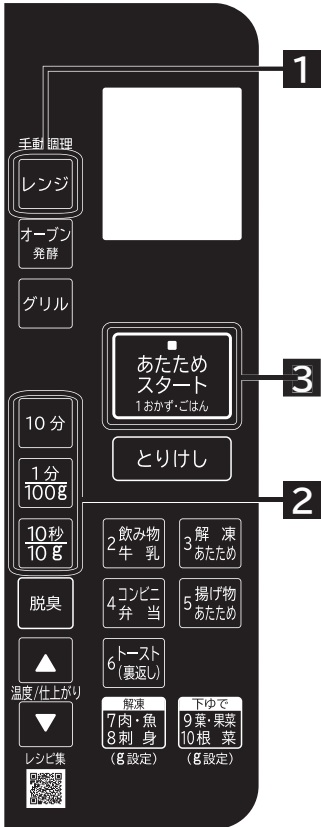 1
手動調理
レンジ
オーブン
発酵
グリル
あたため
スタート
1おかず・ごはん
3
10分
とりけし
1分
100g
2
10秒
10g
2飲み物
牛乳
3解凍
あたため
脱臭
4コンビニ
弁当
5揚げ物
あたため
6トースト
(裏返し)
温度/仕上がり
解凍
7肉・魚
8刺身
(g設定)
下ゆで
9葉・果菜
10根菜
(g設定)
レシピ集